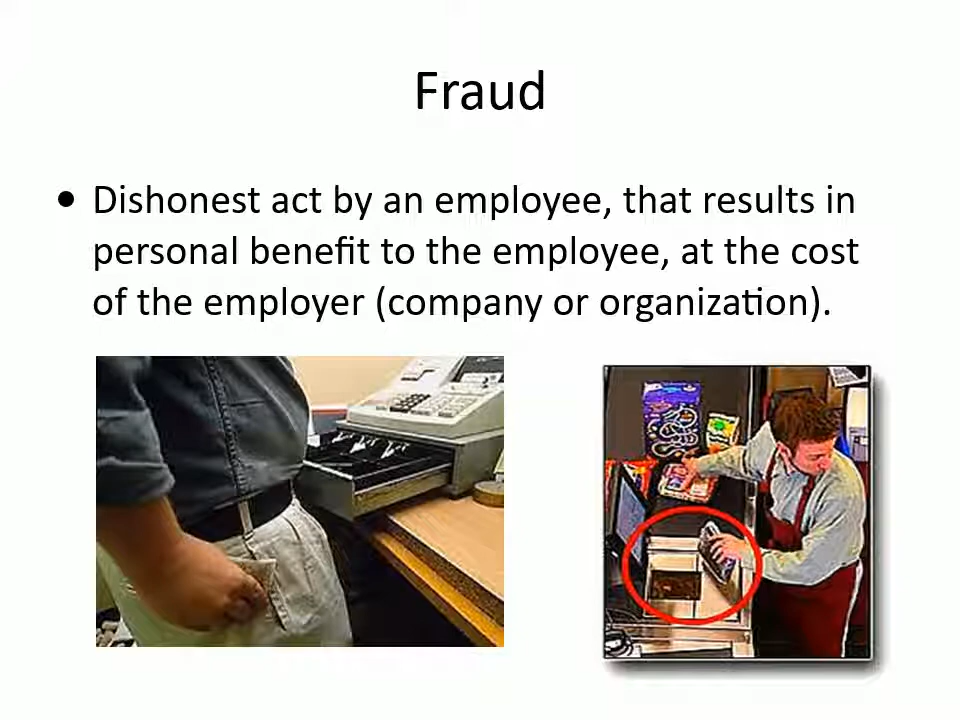 Fraud
• Dishonest act by an employee, that results in
personal benefit to the employee, at the cost
of the employer (company or organization).